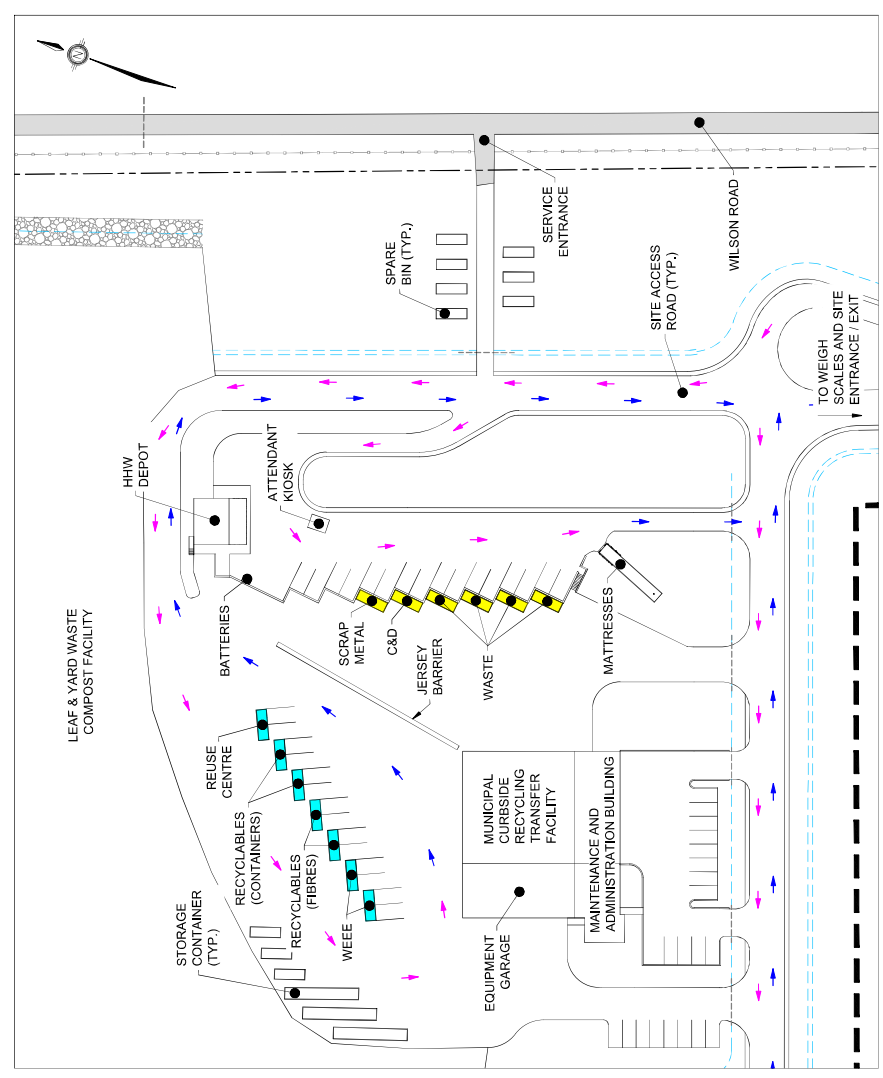 N
WILSON ROAD
SERVICE
ENTRANCE
SPARE
BIN (TYP.)
SITE ACCESS
ROAD (TYP.)
TO WEIGH
SCALES AND SITE
ENTRANCE / EXIT
HHW
DEPOT
ATTENDANT
KIOSK
BATTERIES
SCRAP
METAL
C&D
WASTE
MATTRESSES
JERSEY
BARRIER
LEAF & YARD WASTE
COMPOST FACILITY
REUSE
CENTRE
RECYCLABLES
(CONTAINERS)
RECYCLABLES
(FIBRES)
WEEE
STORAGE
CONTAINER
(TYP.)
MUNICIPAL
CURBSIDE
RECYCLING
TRANSFER
FACILITY
MAINTENANCE AND
ADMINISTRATION BUILDING
EQUIPMENT
GARAGE